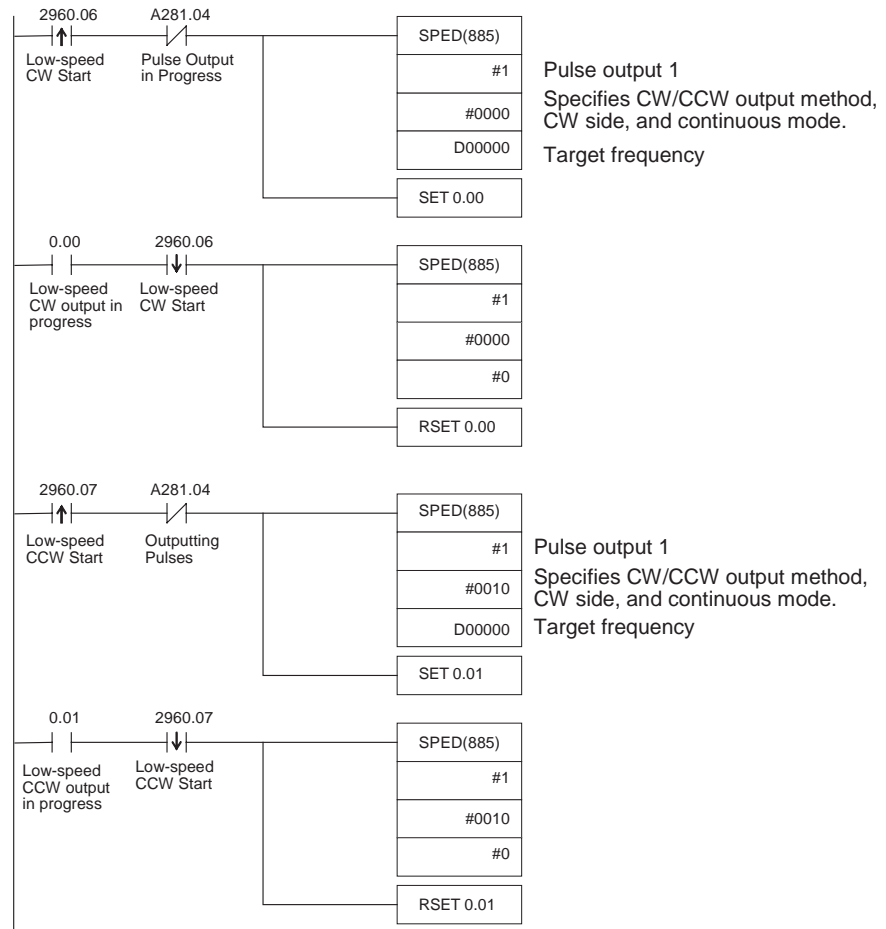 2960.06 A281.04
Low-speed
CW Start
Pulse Output
in Progress
SPED(885)
#1
#0000
D00000
SET 0.00
Pulse output 1
Specifies CW/CCW output method,
CW side, and continuous mode.
Target frequency
0.00 2960.06
Low-speed
CW output in
progress
Low-speed
CW Start
SPED(885)
#1
#0000
#0
RSET 0.00
2960.07 A281.04
Low-speed
CCW Start
Outputting
Pulses
SPED(885)
#1
#0010
D00000
SET 0.01
Pulse output 1
Specifies CW/CCW output method,
CW side, and continuous mode.
Target frequency
0.01 2960.07
Low-speed
CCW output
in progress
Low-speed
CCW Start
SPED(885)
#1
#0010
#0
RSET 0.01